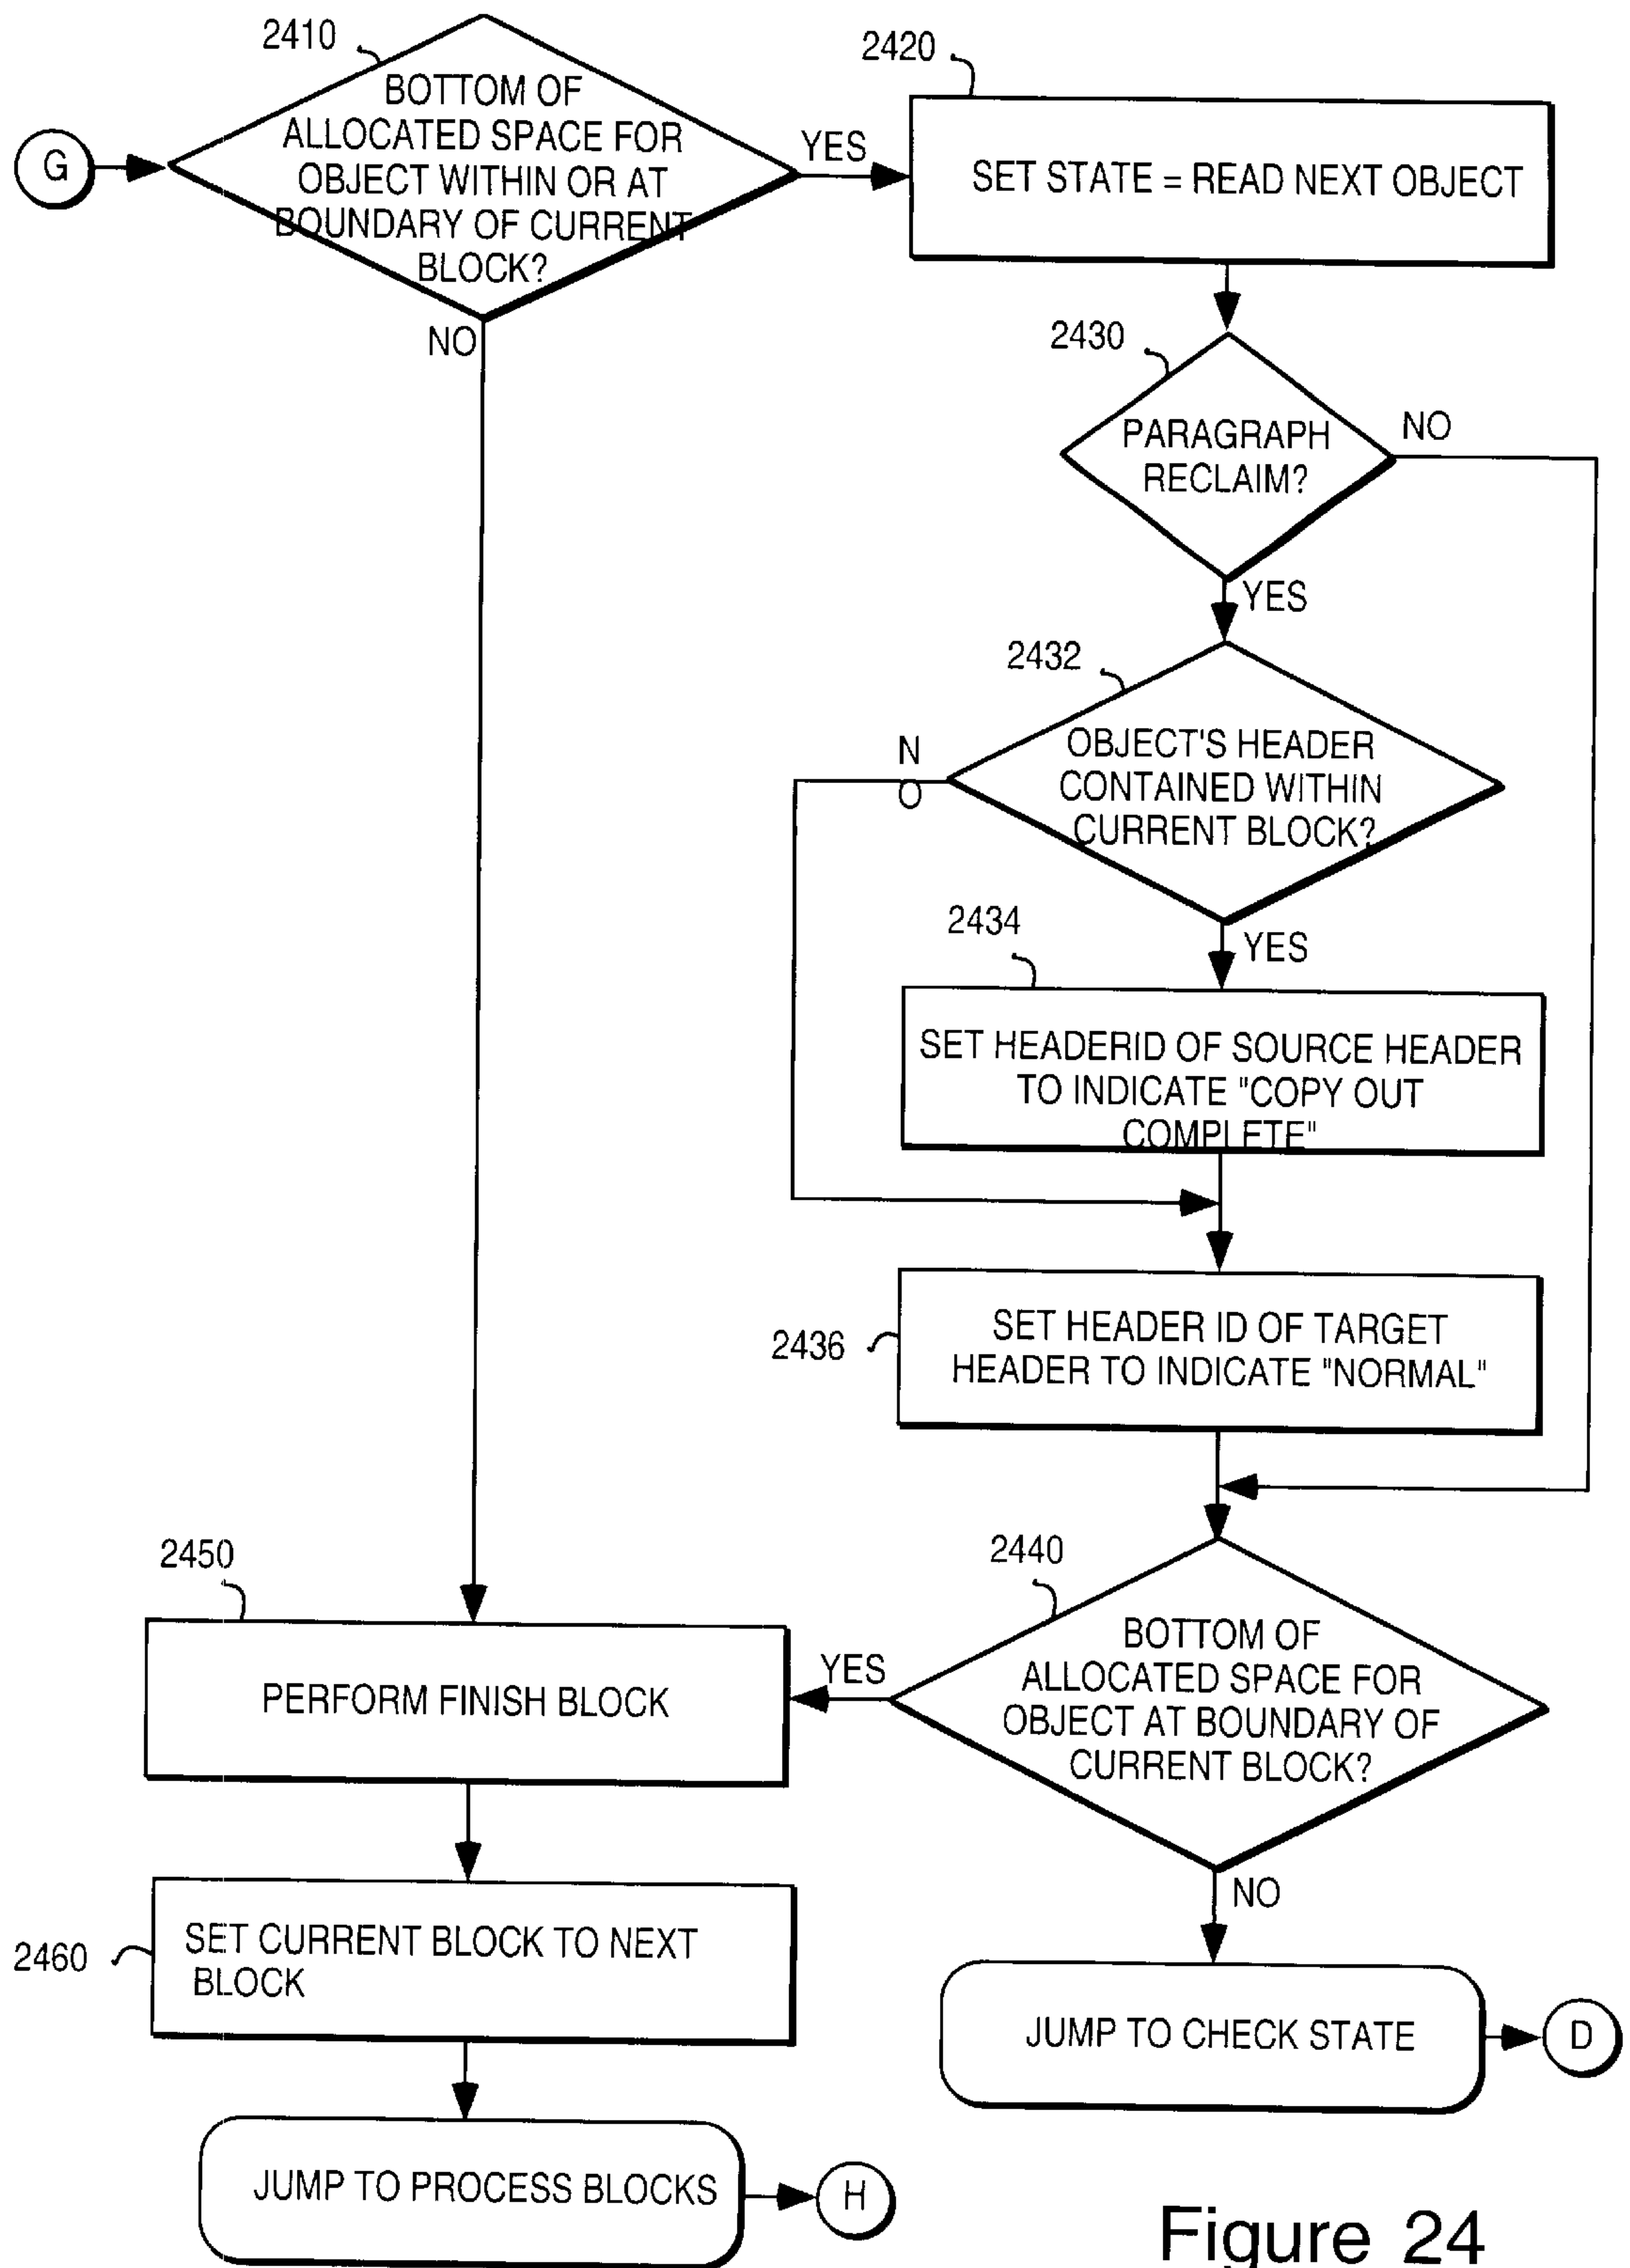 2410
BOTTOM OF
ALLOCATED SPACE FOR
OBJECT WITHIN OR AT
BOUNDARY OF CURRENT
BLOCK?
G
YES
NO
2420
SET STATE = READ NEXT OBJECT
2430
PARAGRAPH
RECLAIM?
NO
YES
2432
OBJECT'S HEADER
CONTAINED WITHIN
CURRENT BLOCK?
N
O
YES
2434
SET HEADERID OF SOURCE HEADER
TO INDICATE "COPY OUT
COMPLETE"
2436
SET HEADER ID OF TARGET
HEADER TO INDICATE "NORMAL"
2440
BOTTOM OF
ALLOCATED SPACE FOR
OBJECT AT BOUNDARY OF
CURRENT BLOCK?
YES
NO
2450
PERFORM FINISH BLOCK
2460
SET CURRENT BLOCK TO NEXT
BLOCK
JUMP TO CHECK STATE
D
JUMP TO PROCESS BLOCKS
H
Figure 24